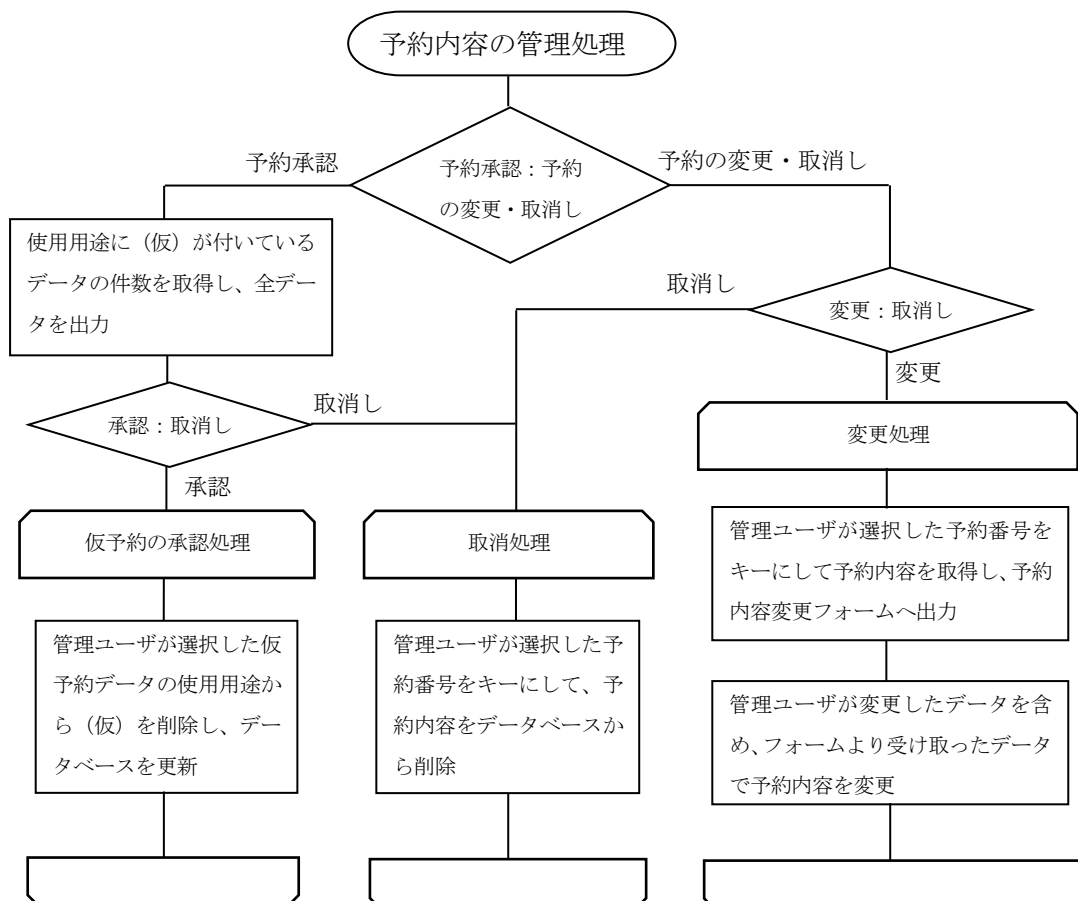 予約内容の管理処理
予約承認
予約承認：予約
の変更・取消し
予約の変更・取消し
使用用途に（仮）が付いている
データの件数を取得し、全デー
タを出力
取消し
変更：取消し
変更
承認：取消し
取消し
承認
変更処理
仮予約の承認処理
取消処理
管理ユーザが選択した予約番号を
キーにして予約内容を取得し、予約
内容変更フォームへ出力
管理ユーザが選択した仮
予約データの使用用途か
ら（仮）を削除し、デー
タベースを更新
管理ユーザが選択した予
約番号をキーにして、予
約内容をデータベースか
ら削除
管理ユーザが変更したデータを含
め、フォームより受け取ったデータ
で予約内容を変更